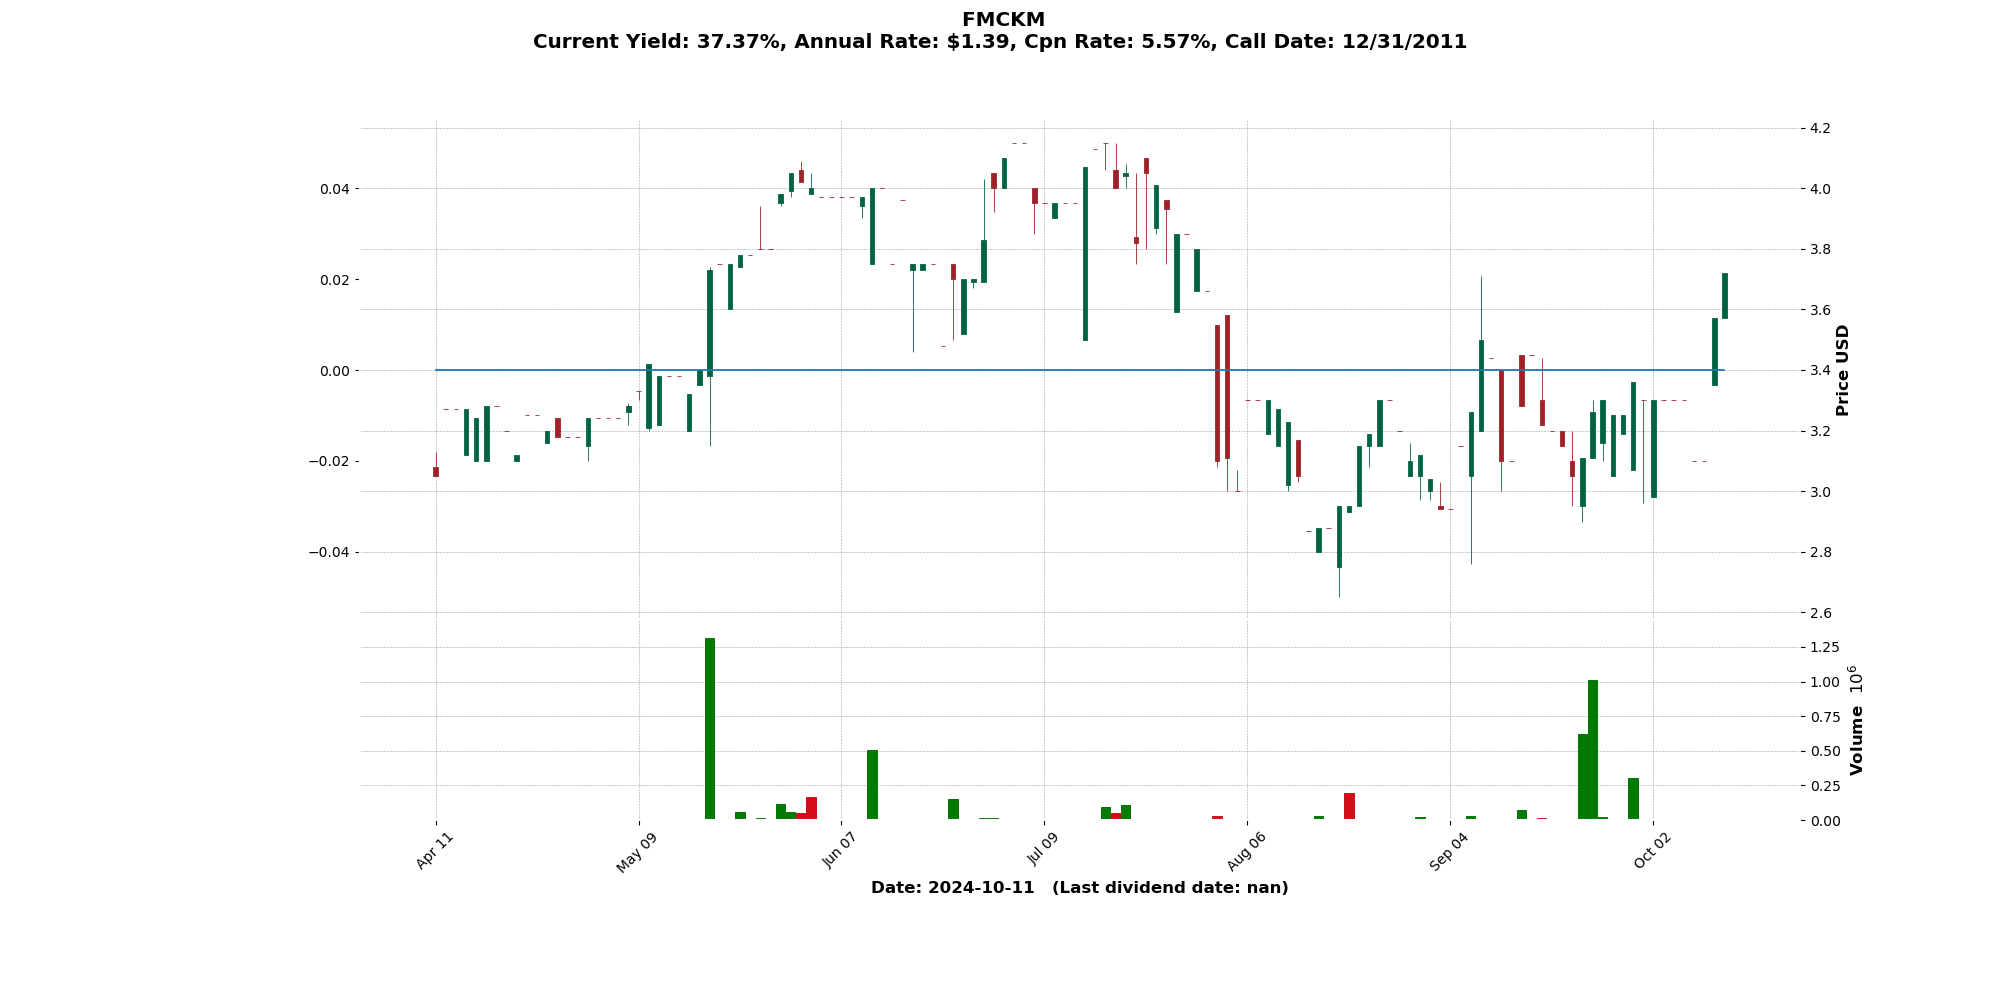 FMCKM
Current Yield: 37.37%, Annual Rate: $1.39, Cpn Rate: 5.57%, Call Date: 12/31/2011
0.04
0.02
0.00
−0.02
−0.04
4.2
4.0
3.8
3.6
3.4
3.2
3.0
2.8
2.6
Price USD
1.25
1.00
0.75
0.50
0.25
0.00
Volume 10^6
Apr 11
May 09
Jun 07
Jul 09
Aug 06
Sep 04
Oct 02
Date: 2024-10-11 (Last dividend date: nan)